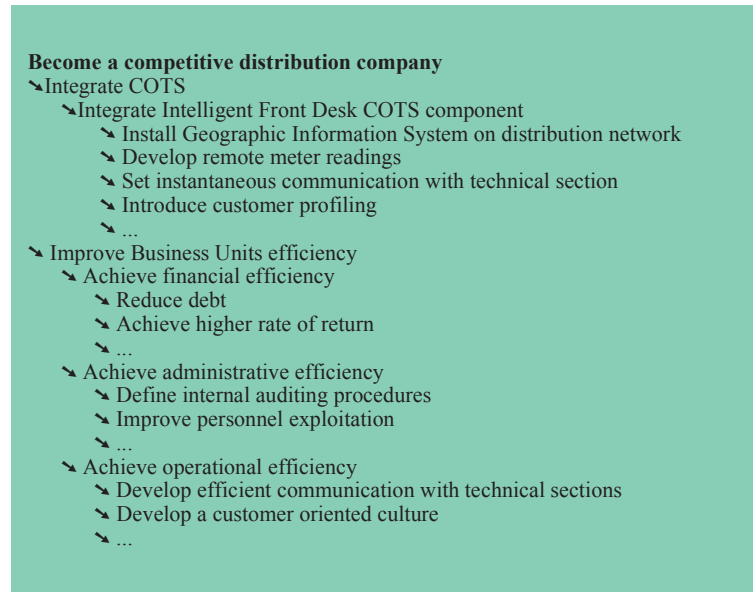 Become a competitive distribution company
➘Integrate COTS
➘Integrate Intelligent Front Desk COTS component
➘ Install Geographic Information System on distribution network
➘ Develop remote meter readings
➘ Set instantaneous communication with technical section
➘ Introduce customer profiling
➘ ...
➘ Improve Business Units efficiency
➘ Achieve financial efficiency
➘ Reduce debt
➘ Achieve higher rate of return
➘ ...
➘ Achieve administrative efficiency
➘ Define internal auditing procedures
➘ Improve personnel exploitation
➘ ...
➘ Achieve operational efficiency
➘ Develop efficient communication with technical sections
➘ Develop a customer oriented culture
➘ ...